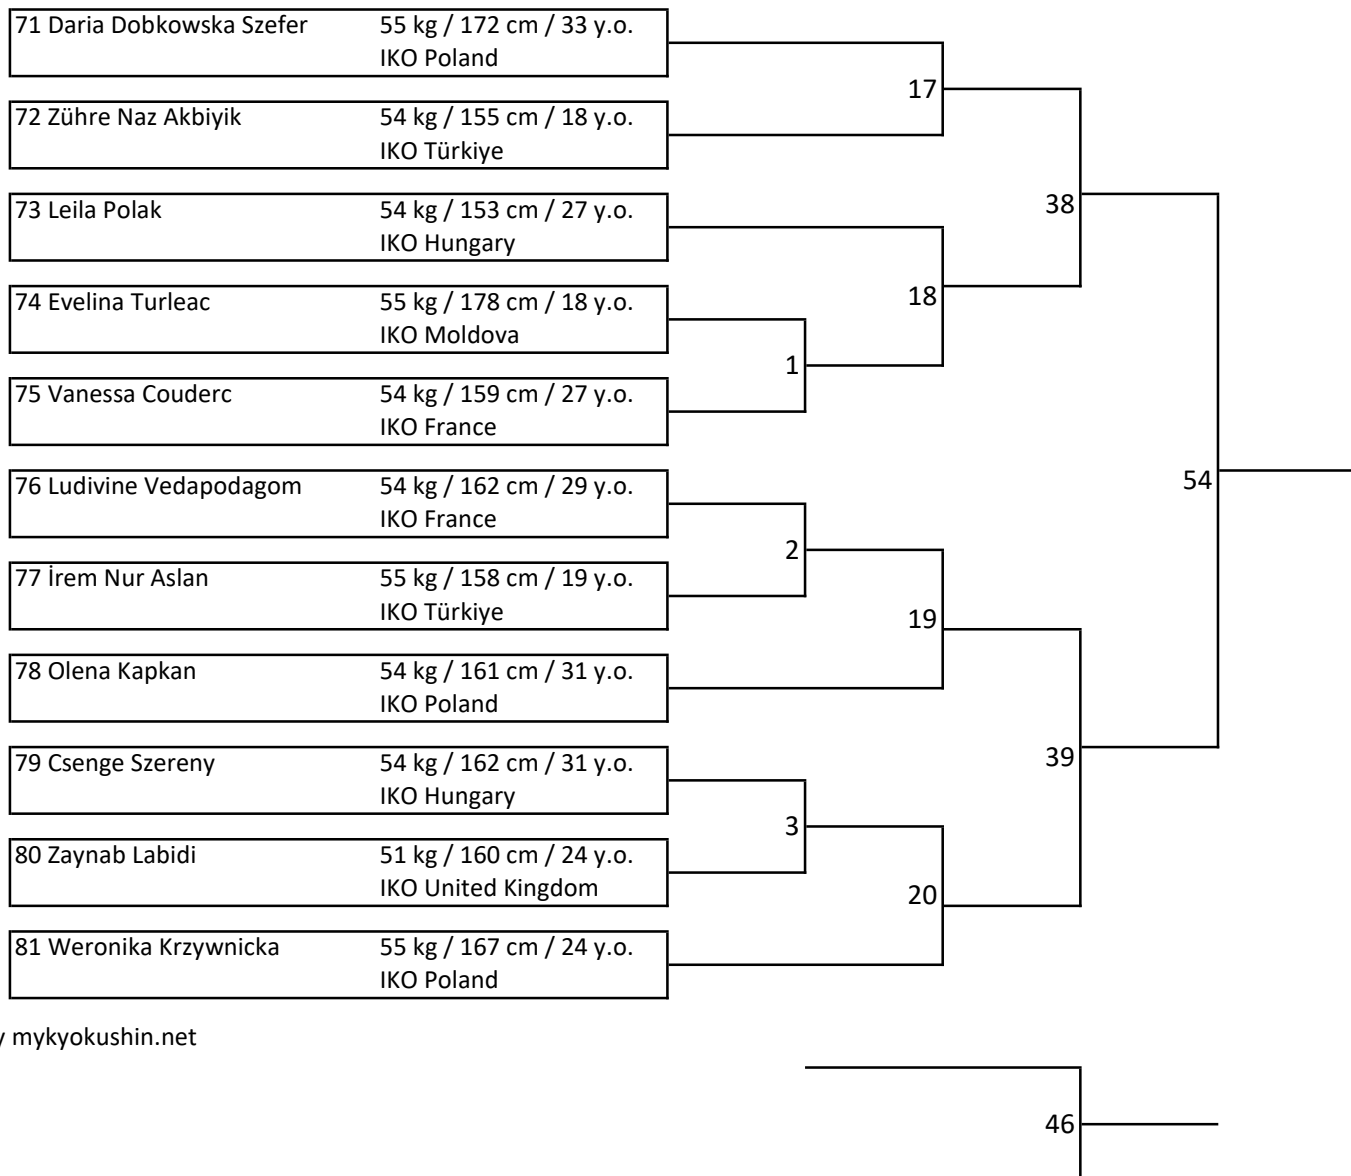 71 Daria Dobkowska Szefer 55 kg / 172 cm / 33 y.o.
IKO Poland
17
72 Zühre Naz Akbiyik 54 kg / 155 cm / 18 y.o.
IKO Türkiye
73 Leila Polak 54 kg / 153 cm / 27 y.o.
38
IKO Hungary
74 Evelina Turleac 55 kg / 178 cm / 18 y.o.
18
IKO Moldova
1
75 Vanessa Couderc 54 kg / 159 cm / 27 y.o.
IKO France
76 Ludivine Vedapodagom 54 kg / 162 cm / 29 y.o.
54
IKO France
2
77 İrem Nur Aslan 55 kg / 158 cm / 19 y.o.
IKO Türkiye
19
78 Olena Kapkan 54 kg / 161 cm / 31 y.o.
IKO Poland
39
79 Csenge Szereny 54 kg / 162 cm / 31 y.o.
IKO Hungary
3
80 Zaynab Labidi 51 kg / 160 cm / 24 y.o.
IKO United Kingdom
20
81 Weronika Krzywnicka 55 kg / 167 cm / 24 y.o.
IKO Poland
mykyokushin.net
46